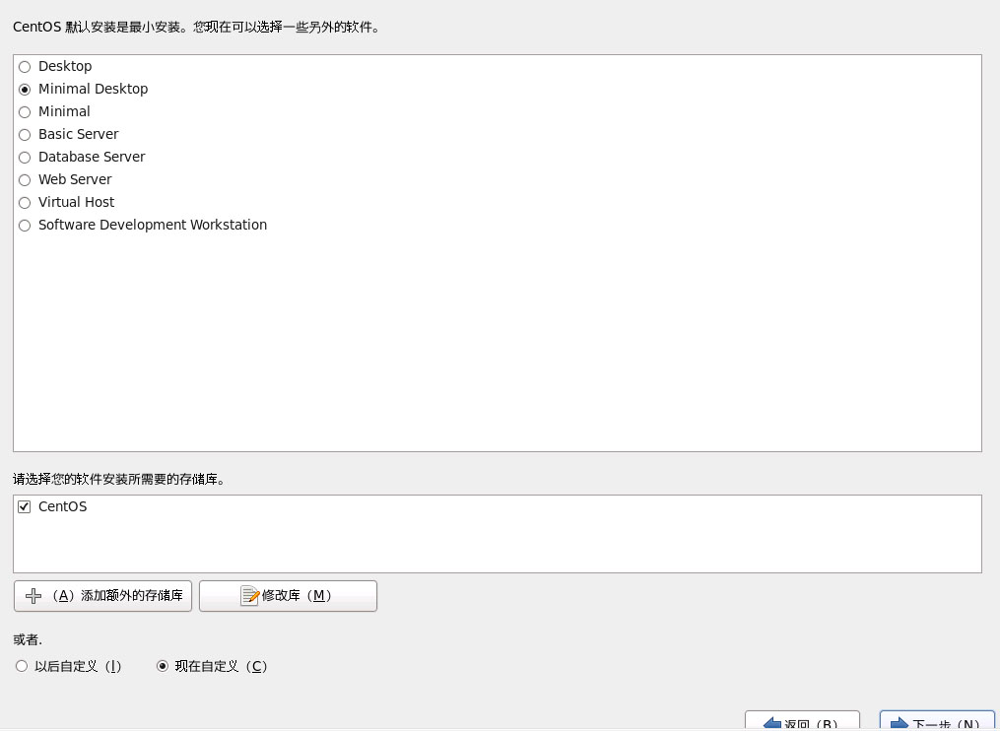 CentOS 默认安装是最小安装。您现在可以选择一些另外的软件。
Desktop
Minimal Desktop
Minimal
Basic Server
Database Server
Web Server
Virtual Host
Software Development Workstation
请选择您的软件安装所需要的存储库。
CentOS
（A）添加额外的存储库 修改库（M）
或者.
以后自定义（l） 现在自定义（C）
返回（B） 下一步（N）